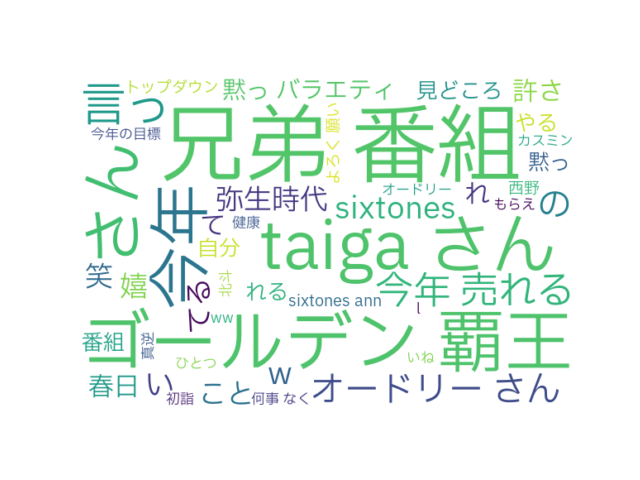 トップダウン
黙っ バラエティ
見どころ
許さ
言っ
兄弟 番組
よろく 願い
やる
今年の目標
カスミン
黙っ
さん
今年
弥生時代
オードリー
れ
西野
sixtones
もらえ
の
て
健康
taiga さん
自分
笑
嬉
北斗
れる
てる
sixtones ann
今年 売れる
し
ゴールデン 覇王
ww
番組
真逆
ひとつ
いね
春日
い
w
オードリー さん
初詣
こと
何事 なく